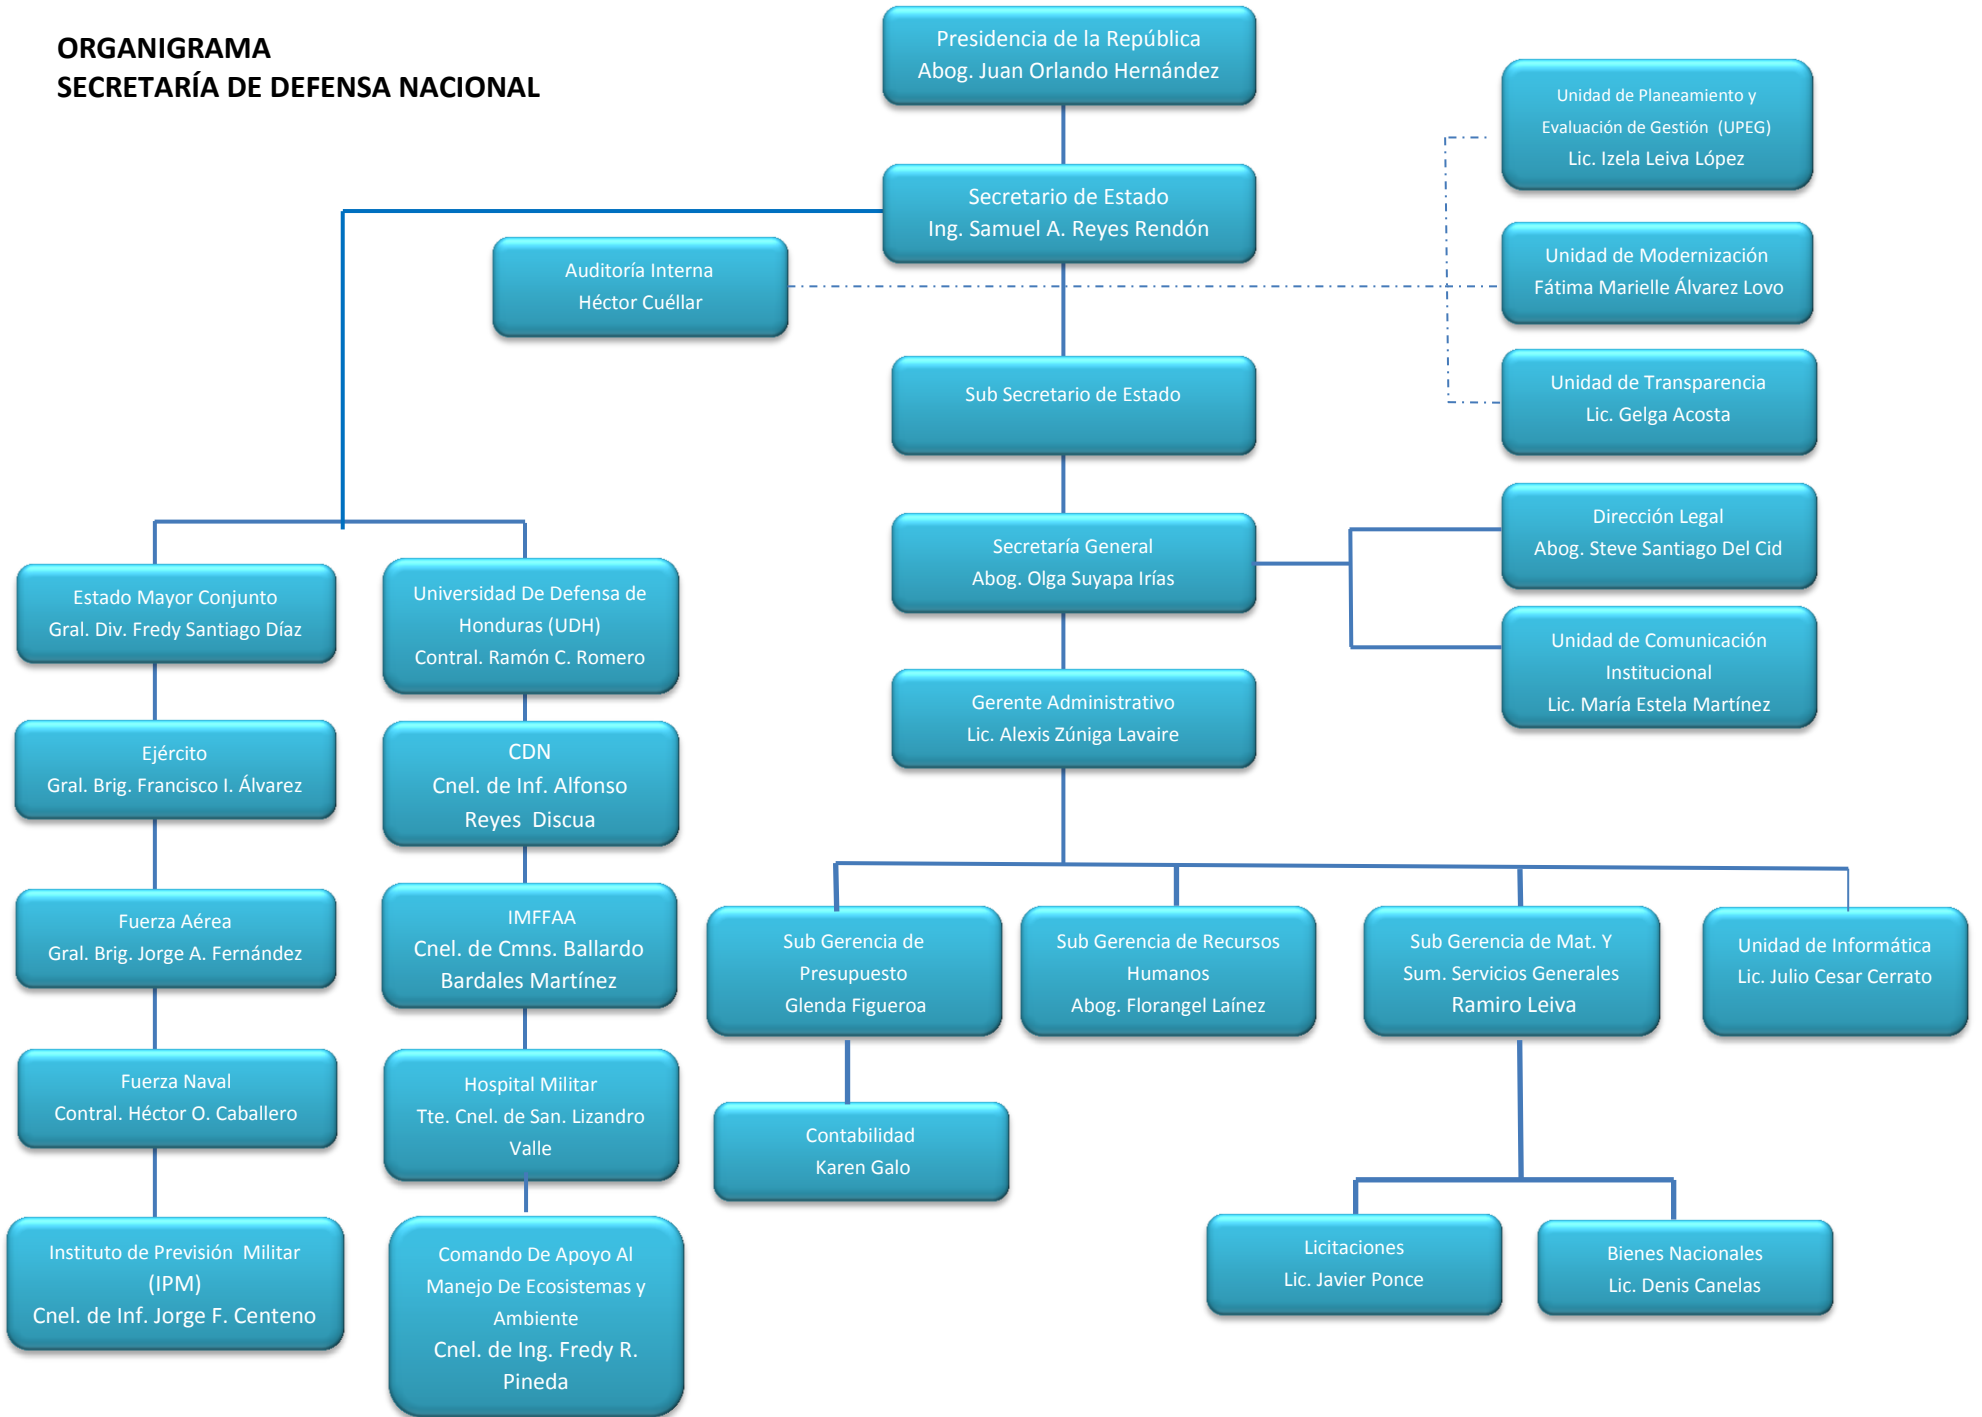 ORGANIGRAMA
SECRETARÍA DE DEFENSA NACIONAL
Presidencia de la República
Abog. Juan Orlando Hernández
Unidad de Planeamiento y
Evaluación de Gestión (UPEG)
Lic. Izela Leiva López
Secretario de Estado
Ing. Samuel A. Reyes Rendón
Auditoría Interna
Héctor Cuéllar
Unidad de Modernización
Fátima Marielle Álvarez Lovo
Sub Secretario de Estado
Unidad de Transparencia
Lic. Gelga Acosta
Secretaría General
Abog. Olga Suyapa Irías
Dirección Legal
Abog. Steve Santiago Del Cid
Unidad de Comunicación
Institucional
Lic. María Estela Martínez
Gerente Administrativo
Lic. Alexis Zúniga Lavaire
Estado Mayor Conjunto
Gral. Div. Fredy Santiago Díaz
Ejército
Gral. Brig. Francisco I. Álvarez
Fuerza Aérea
Gral. Brig. Jorge A. Fernández
Fuerza Naval
Contral. Héctor O. Caballero
Instituto de Previsión Militar
(IPM)
Cnel. de Inf. Jorge F. Centeno
Universidad De Defensa de
Honduras (UDH)
Contral. Ramón C. Romero
CDN
Cnel. de Inf. Alfonso
Reyes Discua
IMFFAA
Cnel. de Cmns. Ballardo
Bardales Martínez
Hospital Militar
Tte. Cnel. de San. Lizandro
Valle
Comando De Apoyo Al
Manejo De Ecosistemas y
Ambiente
Cnel. de Ing. Fredy R.
Pineda
Sub Gerencia de
Presupuesto
Glenda Figueroa
Sub Gerencia de Recursos
Humanos
Abog. Florangel Laínez
Sub Gerencia de Mat. Y
Sum. Servicios Generales
Ramiro Leiva
Unidad de Informática
Lic. Julio Cesar Cerrato
Contabilidad
Karen Galo
Licitaciones
Lic. Javier Ponce
Bienes Nacionales
Lic. Denis Canelas